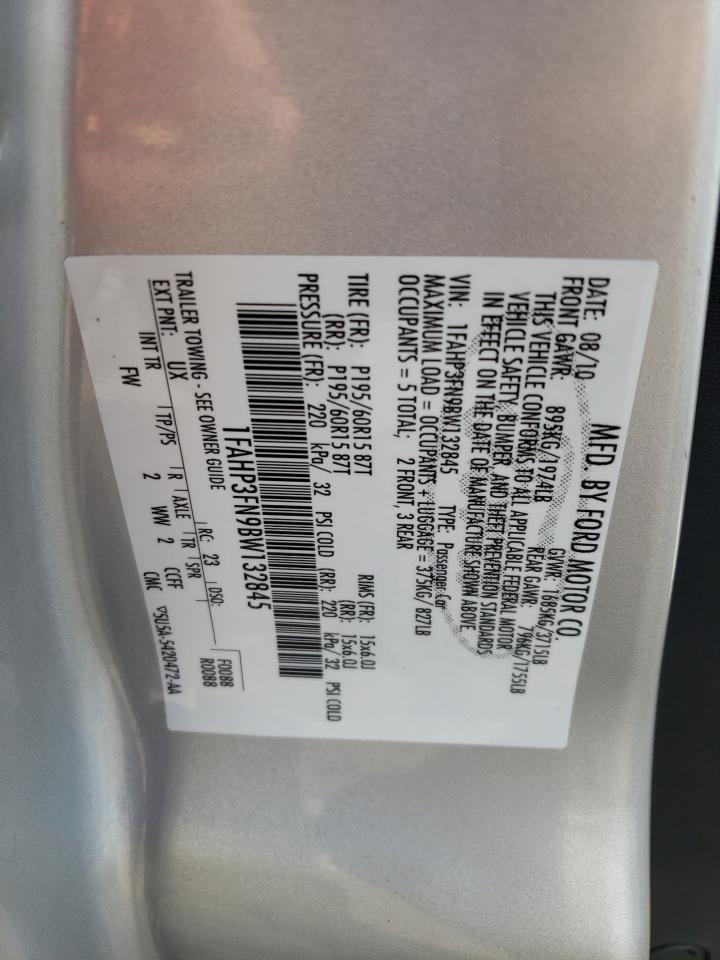 MFD. BY FORD MOTOR CO.
DATE: 08/10 GVWR: 1685KG/3715LB
FRONT GAWR: 895KG/1974LB REAR GAWR: 796KG/1755LB
THIS VEHICLE CONFORMS TO ALL APPLICABLE FEDERAL MOTOR
VEHICLE SAFETY, BUMPER, AND THEFT PREVENTION STANDARDS
IN EFFECT ON THE DATE OF MANUFACTURE SHOWN ABOVE.
VIN: 1FAHP3FN9BW132845 TYPE: Passenger Car
MAXIMUM LOAD = OCCUPANTS + LUGGAGE = 375KG/827LB
OCCUPANTS = 5 TOTAL; 2 FRONT, 3 REAR
TIRE (FR): P195/60R15 87T RIMS (FR): 15x6.0J
(RR): P195/60R15 87T (RR): 15x6.0J
PRESSURE (FR): 220 kPa/ 32 PSI COLD (RR): 220 kPa/ 32 PSI COLD
1FAHP3FN9BW132845
TRAILER TOWING - SEE OWNER GUIDE
F0088
R0088
EXT PNT: UX RC: 23 DSO:
INT TR TP/PS R AXLE TR SPR
FW 2 VW 2 CCFF
CMC 5U5A-5420472-AA